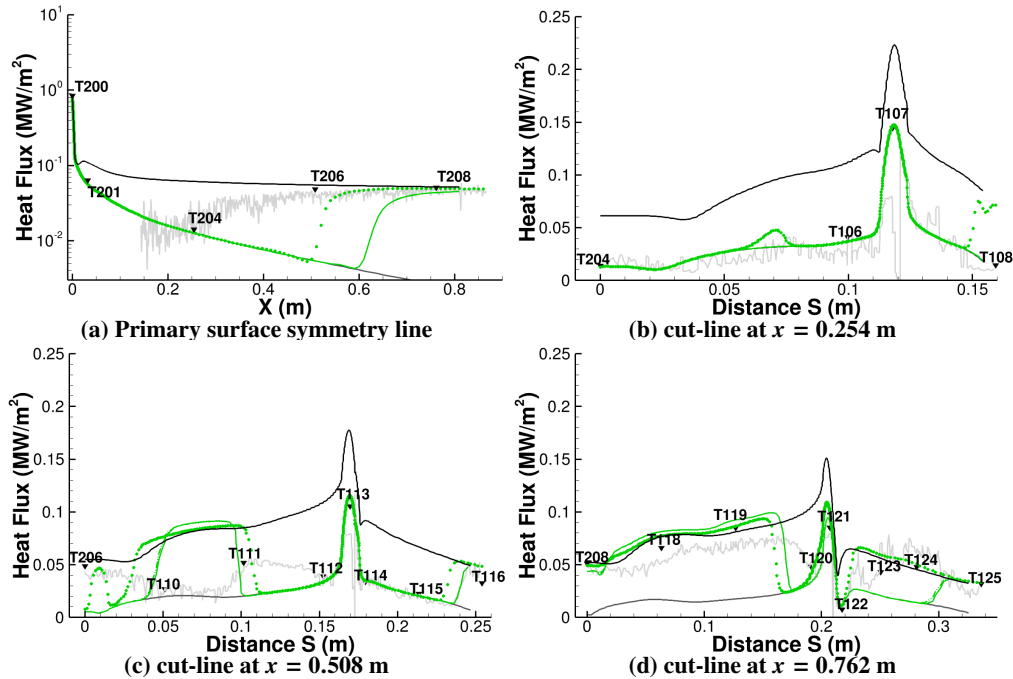 10¹
10⁰
10⁻¹
10⁻²
Heat Flux (MW/m²)
T200
T201
T204
T206
T208
0 0.2 0.4 0.6 0.8
X (m)
(a) Primary surface symmetry line
0.25
0.2
0.15
0.1
0.05
0
Heat Flux (MW/m²)
T107
T106
T204
T108
0 0.05 0.1 0.15
Distance S (m)
(b) cut-line at x = 0.254 m
0.25
0.2
0.15
0.1
0.05
0
Heat Flux (MW/m²)
T206
T110
T111
T112
T113
T114
T115
T116
0 0.05 0.1 0.15 0.2 0.25
Distance S (m)
(c) cut-line at x = 0.508 m
0.25
0.2
0.15
0.1
0.05
0
Heat Flux (MW/m²)
T208
T118
T119
T120
T121
T122
T123
T124
T125
0 0.1 0.2 0.3
Distance S (m)
(d) cut-line at x = 0.762 m